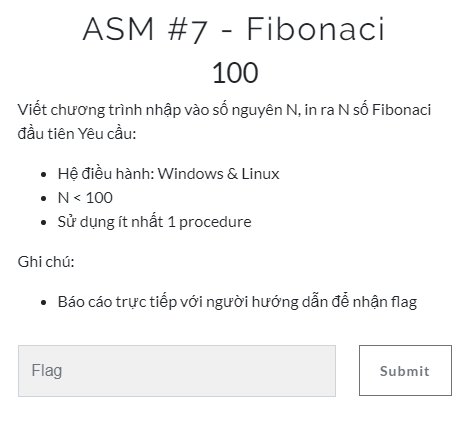 ASM #7 - Fibonaci
100
Viết chương trình nhập vào số nguyên N, in ra N số Fibonaci
đầu tiên Yêu cầu:
• Hệ điều hành: Windows & Linux
• N < 100
• Sử dụng ít nhất 1 procedure
Ghi chú:
• Báo cáo trực tiếp với người hướng dẫn để nhận flag
Flag
Submit